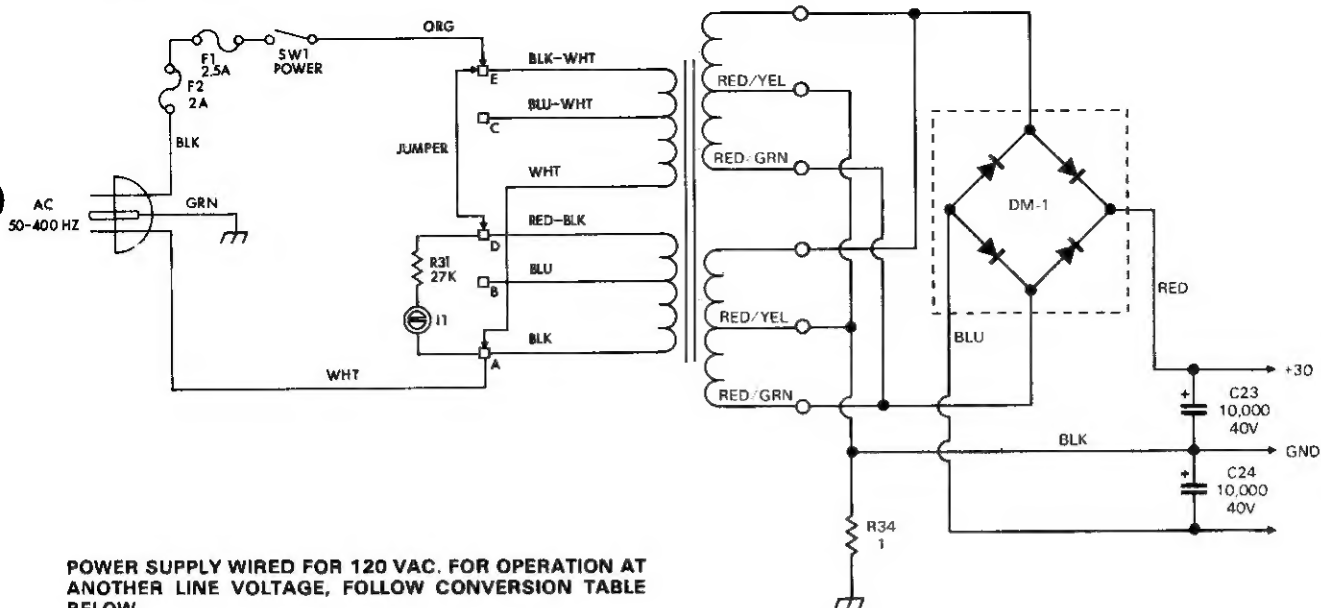 ORG
F1
2.5A
SW1
POWER
F2
2A
BLK
AC
50-400 HZ
GRN
WHT
JUMPER
E
C
D
B
A
R31
27K
I1
BLK-WHT
BLU-WHT
WHT
RED-BLK
BLU
BLK
RED/YEL
RED/GRN
RED/YEL
RED/GRN
DM-1
RED
BLU
BLK
+30
C23
10,000
40V
GND
C24
10,000
40V
R34
1
+
+
POWER SUPPLY WIRED FOR 120 VAC. FOR OPERATION AT
ANOTHER LINE VOLTAGE, FOLLOW CONVERSION TABLE
BELOW